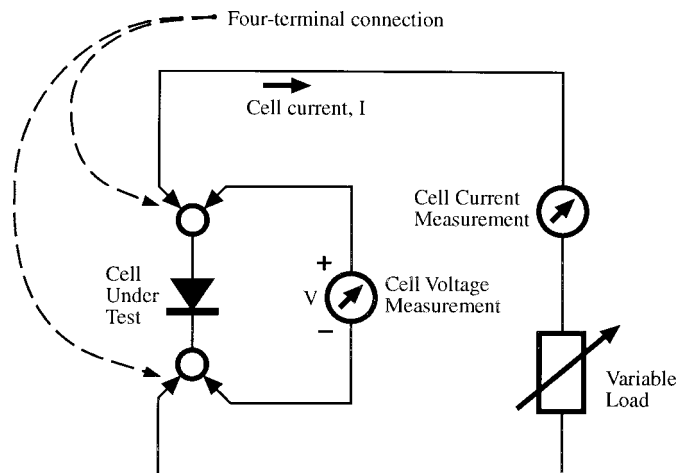 Four-terminal connection
Cell current, I
Cell Current
Measurement
Cell
Under
Test
+
V
−
Cell Voltage
Measurement
Variable
Load